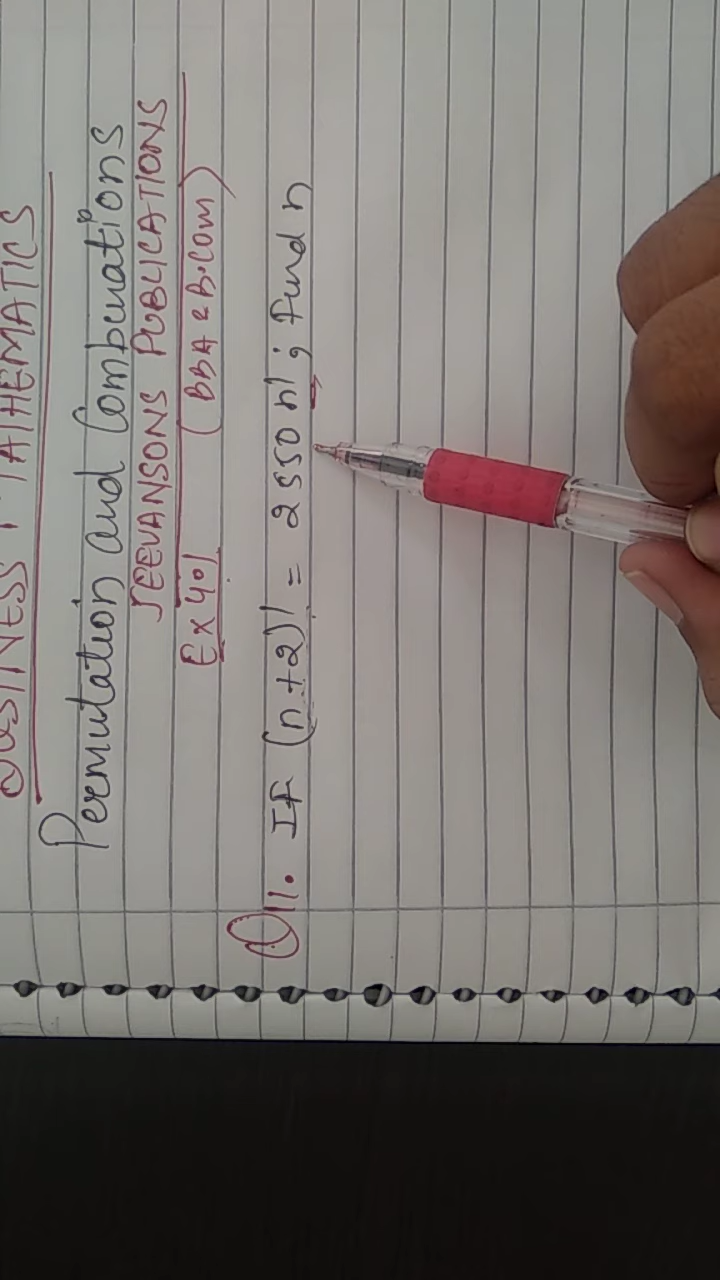 BUSINESS MATHEMATICS
Permutation and Combinations
JEEVANSONS PUBLICATIONS
Ex 4.1 (BBA & B.COM)
Q11. IF (n+2)! = 2550 n! ; Find n